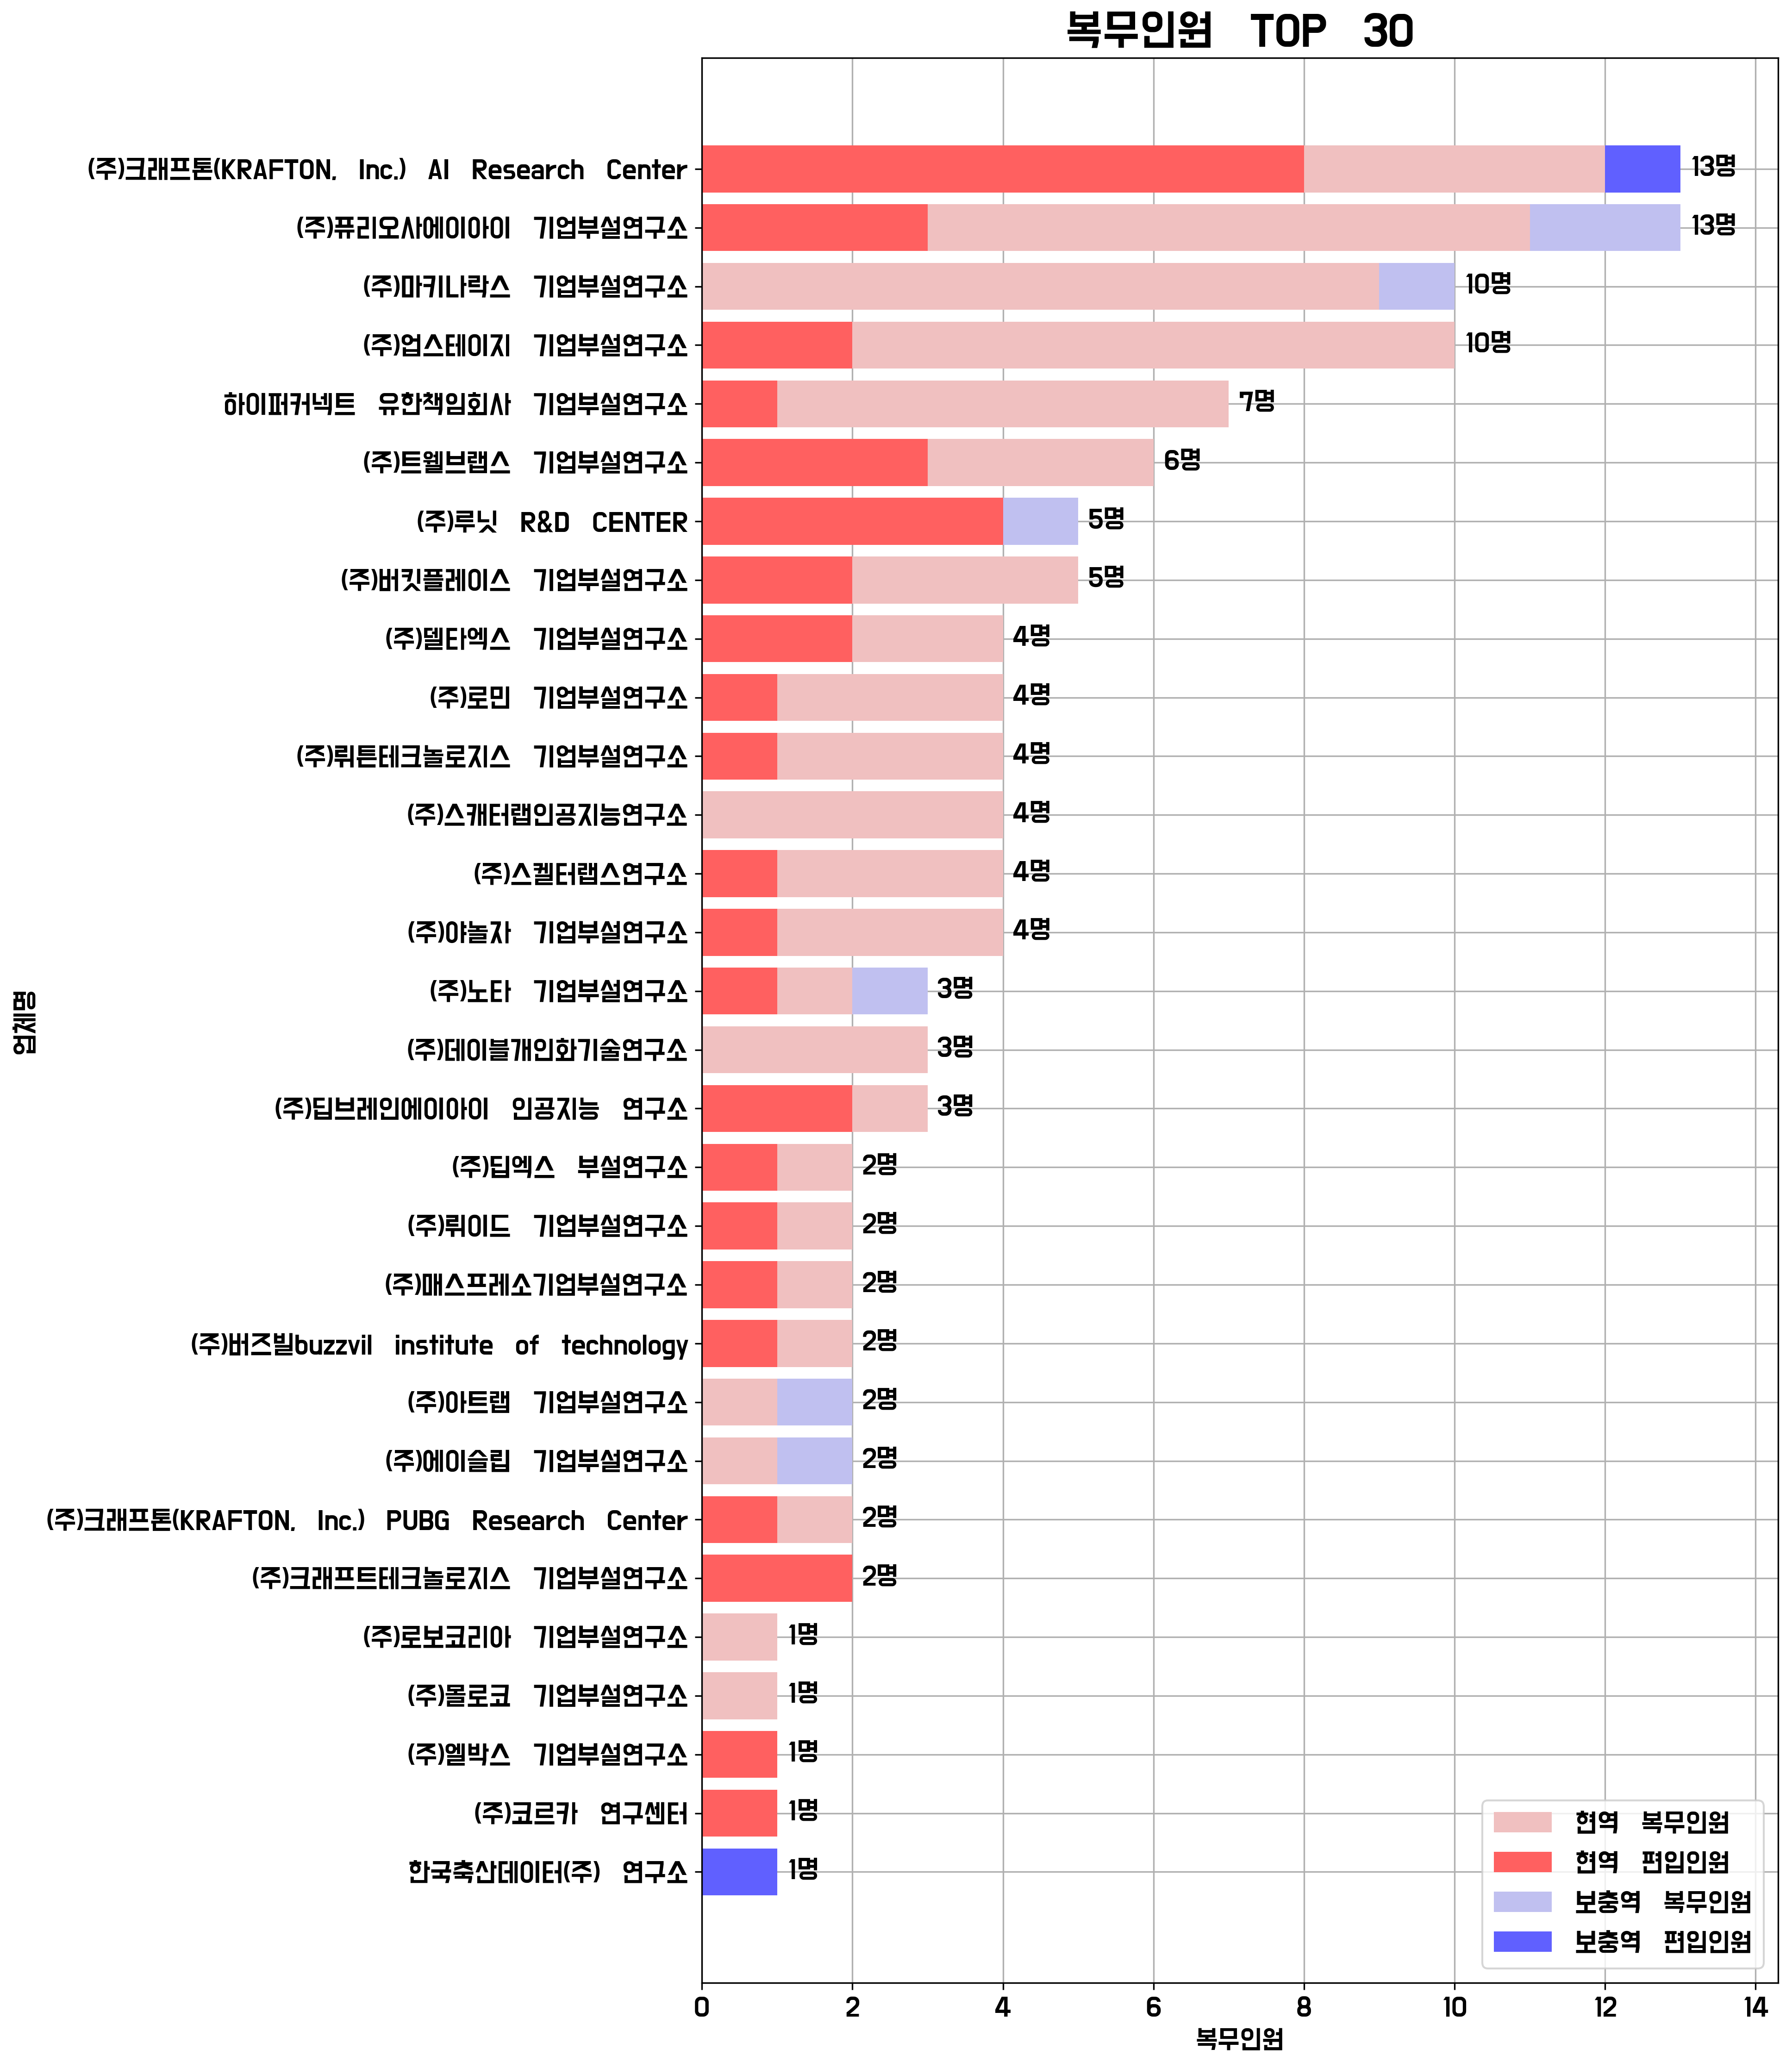 복무인원 TOP 30
(주)크래프톤(KRAFTON, Inc.) AI Research Center 13명
(주)퓨리오사에이아이 기업부설연구소 13명
(주)마키나락스 기업부설연구소 10명
(주)업스테이지 기업부설연구소 10명
하이퍼커넥트 유한책임회사 기업부설연구소 7명
(주)트웰브랩스 기업부설연구소 6명
(주)루닛 R&D CENTER 5명
(주)버킷플레이스 기업부설연구소 5명
(주)델타엑스 기업부설연구소 4명
(주)로민 기업부설연구소 4명
(주)뤼튼테크놀로지스 기업부설연구소 4명
(주)스캐터랩인공지능연구소 4명
(주)스켈터랩스연구소 4명
(주)야놀자 기업부설연구소 4명
(주)노타 기업부설연구소 3명
(주)데이블개인화기술연구소 3명
(주)딥브레인에이아이 인공지능 연구소 3명
(주)딥엑스 부설연구소 2명
(주)뤼이드 기업부설연구소 2명
(주)매스프레소기업부설연구소 2명
(주)버즈빌buzzvil institute of technology 2명
(주)아트랩 기업부설연구소 2명
(주)에이슬립 기업부설연구소 2명
(주)크래프톤(KRAFTON, Inc.) PUBG Research Center 2명
(주)크래프트테크놀로지스 기업부설연구소 2명
(주)로보코리아 기업부설연구소 1명
(주)몰로코 기업부설연구소 1명
(주)엘박스 기업부설연구소 1명
(주)코르카 연구센터 1명
한국축산데이터(주) 연구소 1명
업체명
현역 복무인원
현역 편입인원
보충역 복무인원
보충역 편입인원
0 2 4 6 8 10 12 14
복무인원